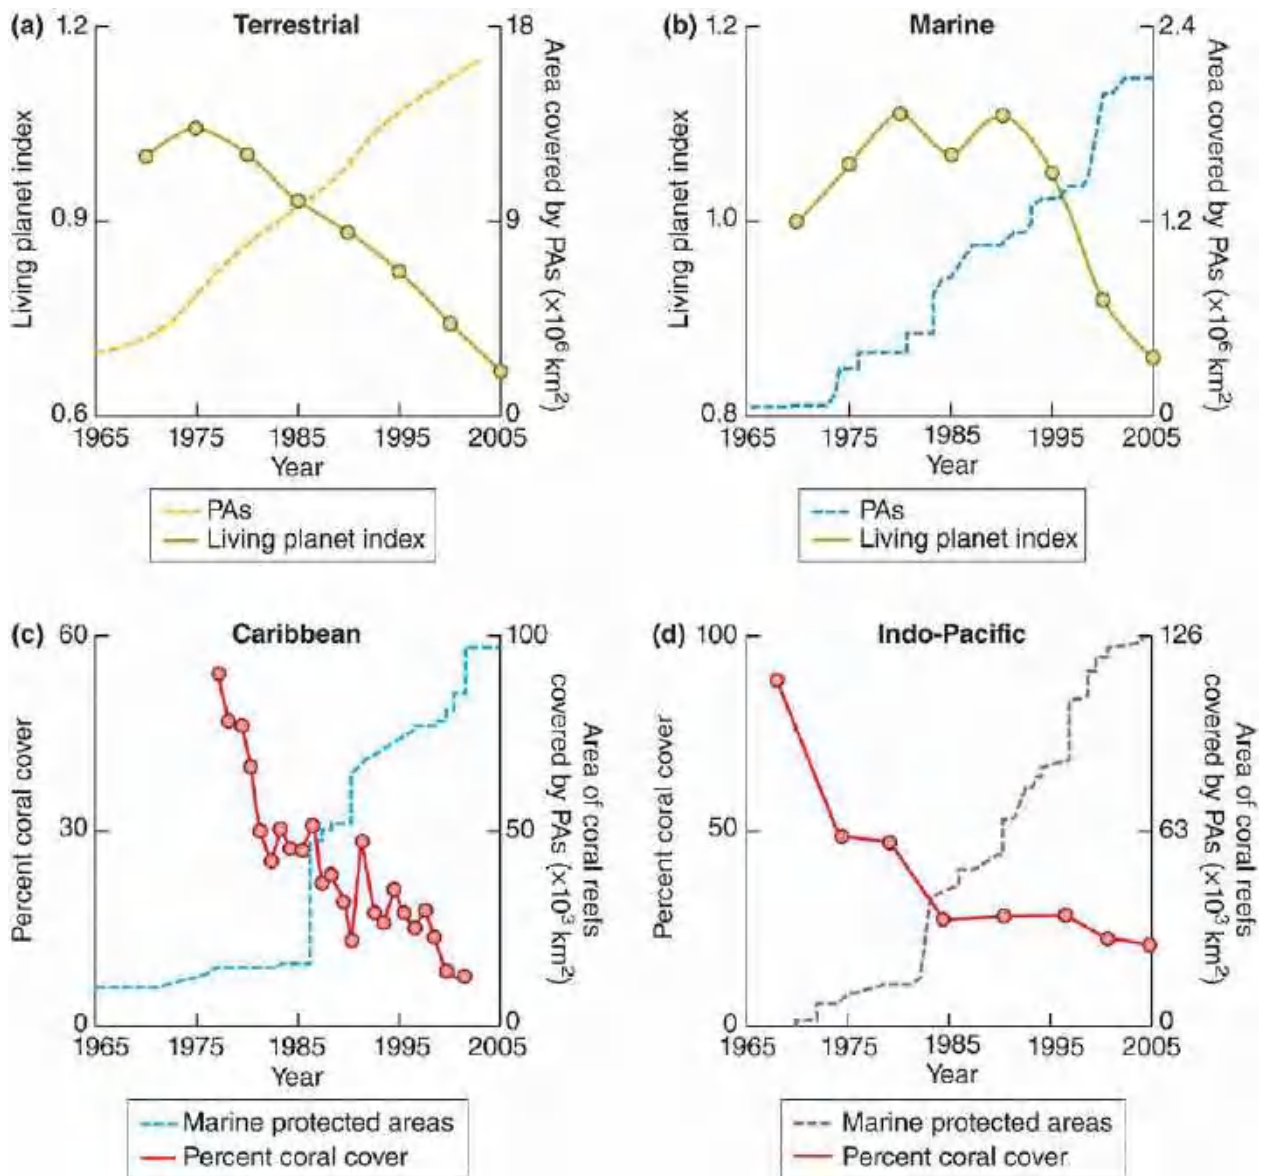 (a) Terrestrial
1.2
0.9
0.6
Living planet index
18
9
0
Area covered by PAs (×10⁶ km²)
1965 1975 1985 1995 2005
Year
PAs
Living planet index
(b) Marine
1.2
1.0
0.8
Living planet index
2.4
12
0
Area covered by PAs (×10⁶ km²)
1965 1975 1985 1995 2005
Year
PAs
Living planet index
(c) Caribbean
60
30
0
Percent coral cover
100
50
0
Area of coral reefs
covered by PAs (×10³ km²)
1965 1975 1985 1995 2005
Year
Marine protected areas
Percent coral cover
(d) Indo-Pacific
100
50
0
Percent coral cover
126
63
0
Area of coral reefs
covered by PAs (×10³ km²)
1965 1975 1985 1995 2005
Year
Marine protected areas
Percent coral cover